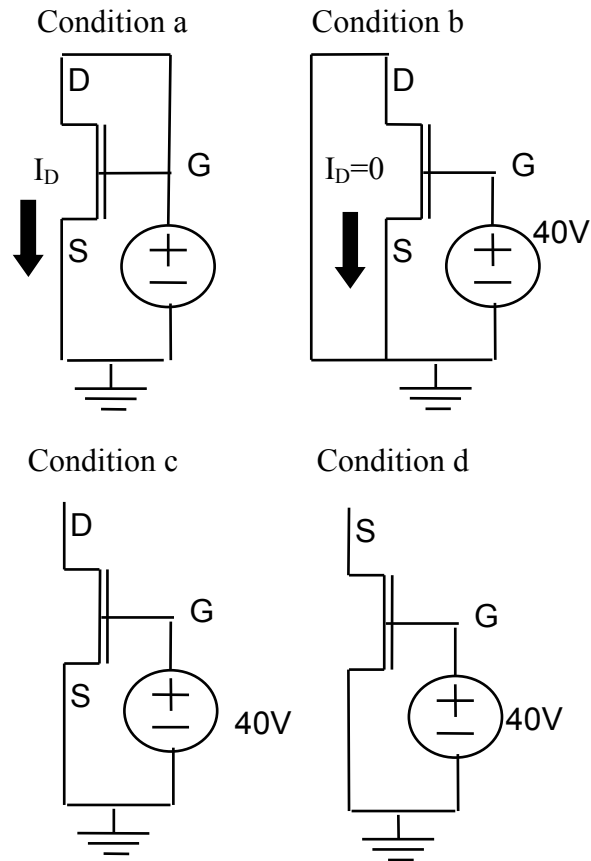 Condition a
Condition b
D
I_D
G
S
D
I_D=0
G
S
40V
Condition c
Condition d
D
G
S
40V
S
G
40V